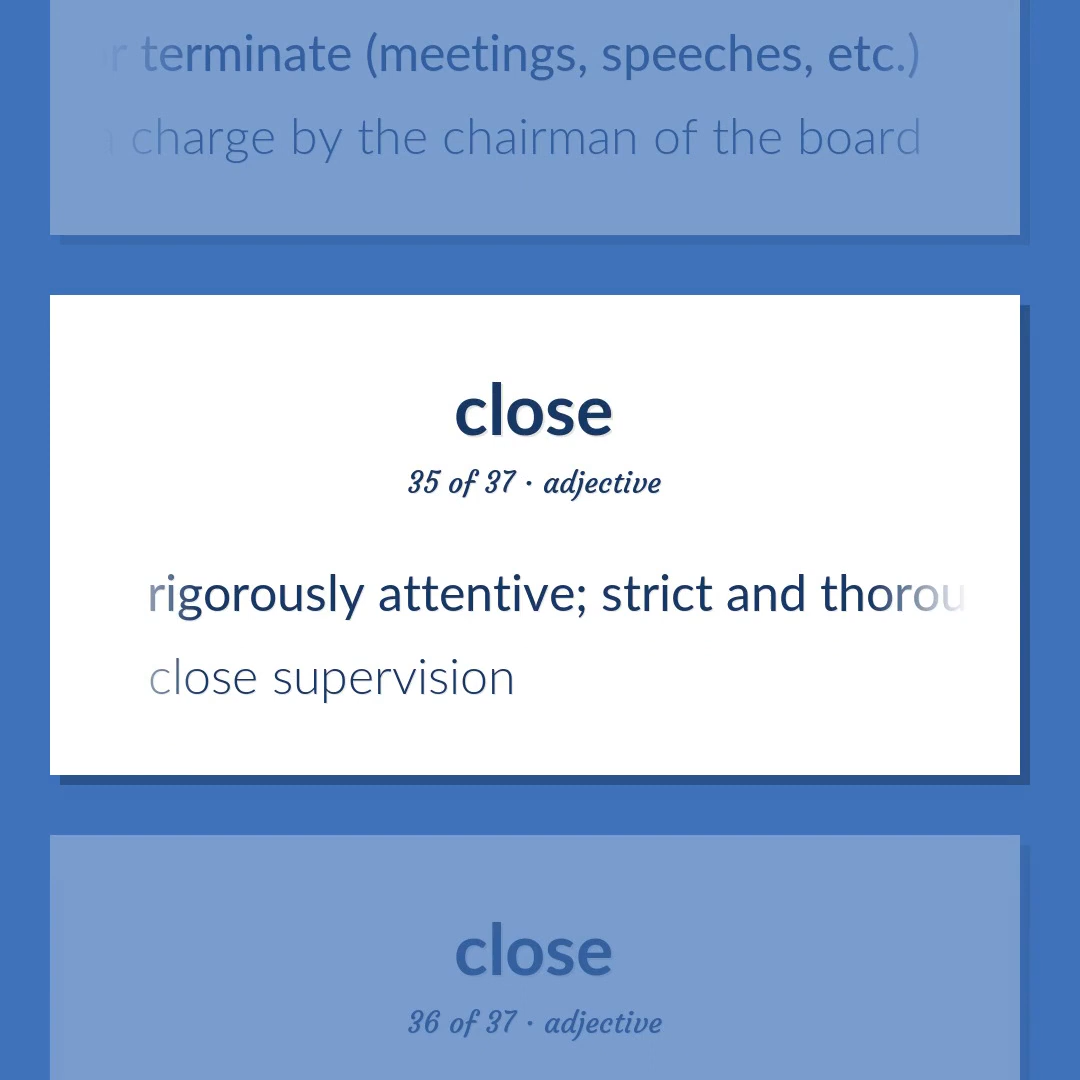 terminate (meetings, speeches, etc.)
charge by the chairman of the board
close
35 of 37 · adjective
rigorously attentive; strict and
close supervision
close
36 of 37 · adjective